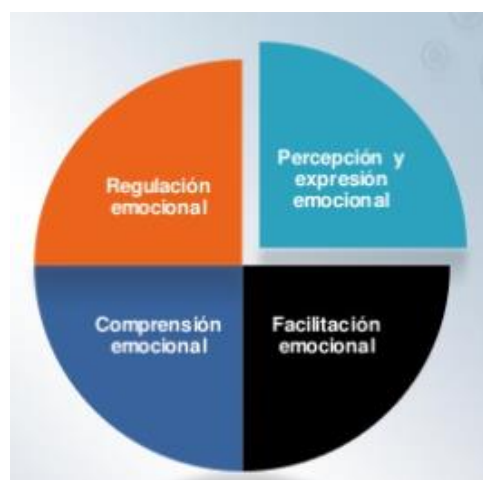 Regulación
emocional
Percepción y
expresión
emocional
Comprensión
emocional
Facilitación
emocional